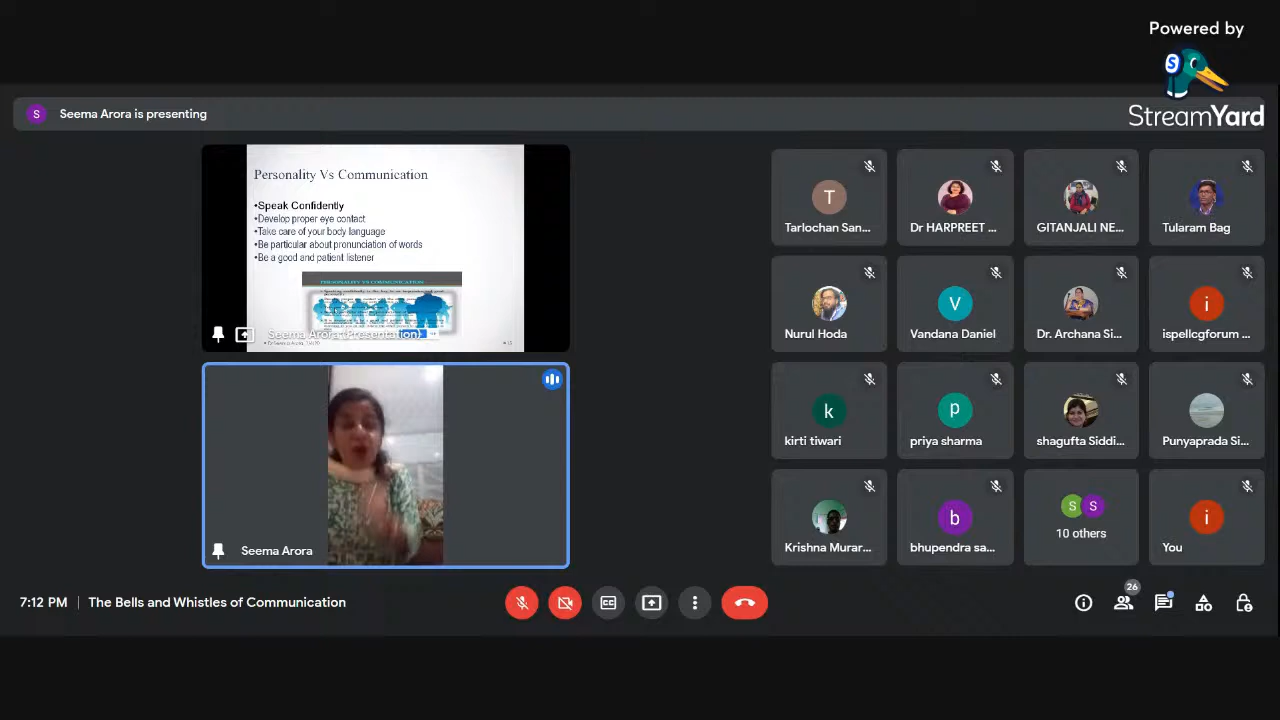 Powered by
S
StreamYard
S
Seema Arora is presenting
Personality Vs Communication
•Speak Confidently
•Develop proper eye contact
•Take care of your body language
•Be particular about pronunciation of words
•Be a good and patient listener
PERSONALITY VS COMMUNICATION
Seema Arora (Presentation)
Seema Arora
T
Tarlochan San...
Dr HARPREET ...
GITANJALI NE...
Tularam Bag
Nurul Hoda
V
Vandana Daniel
Dr. Archana Si...
i
ispellcgforum ...
k
kirti tiwari
p
priya sharma
shagufta Siddi...
Punyaprada Si...
Krishna Murar...
b
bhupendra sa...
S S
10 others
i
You
7:12 PM | The Bells and Whistles of Communication
CC
26